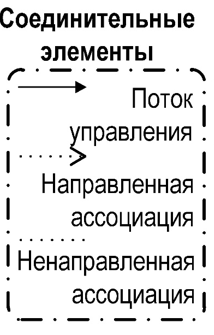 Соединительные
элементы
Поток
управления
Направленная
ассоциация
Ненаправленная
ассоциация